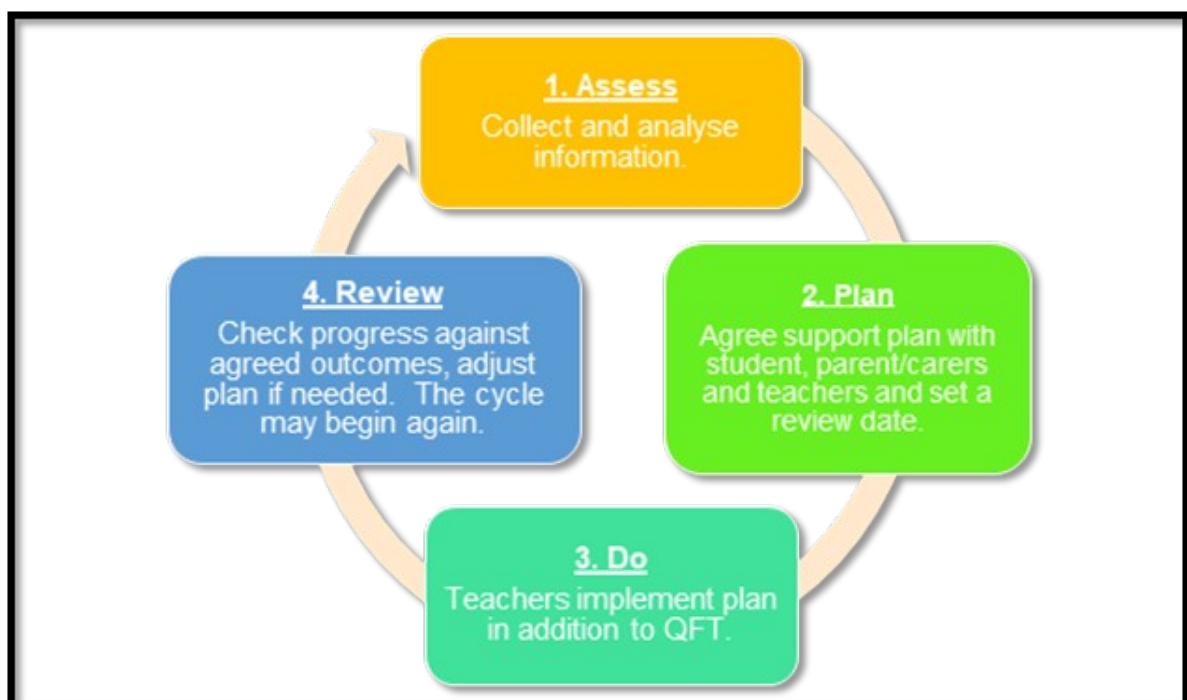 1. Assess
Collect and analyse
information.
2. Plan
Agree support plan with
student, parent/carers
and teachers and set a
review date.
3. Do
Teachers implement plan
in addition to QFT.
4. Review
Check progress against
agreed outcomes, adjust
plan if needed.  The cycle
may begin again.